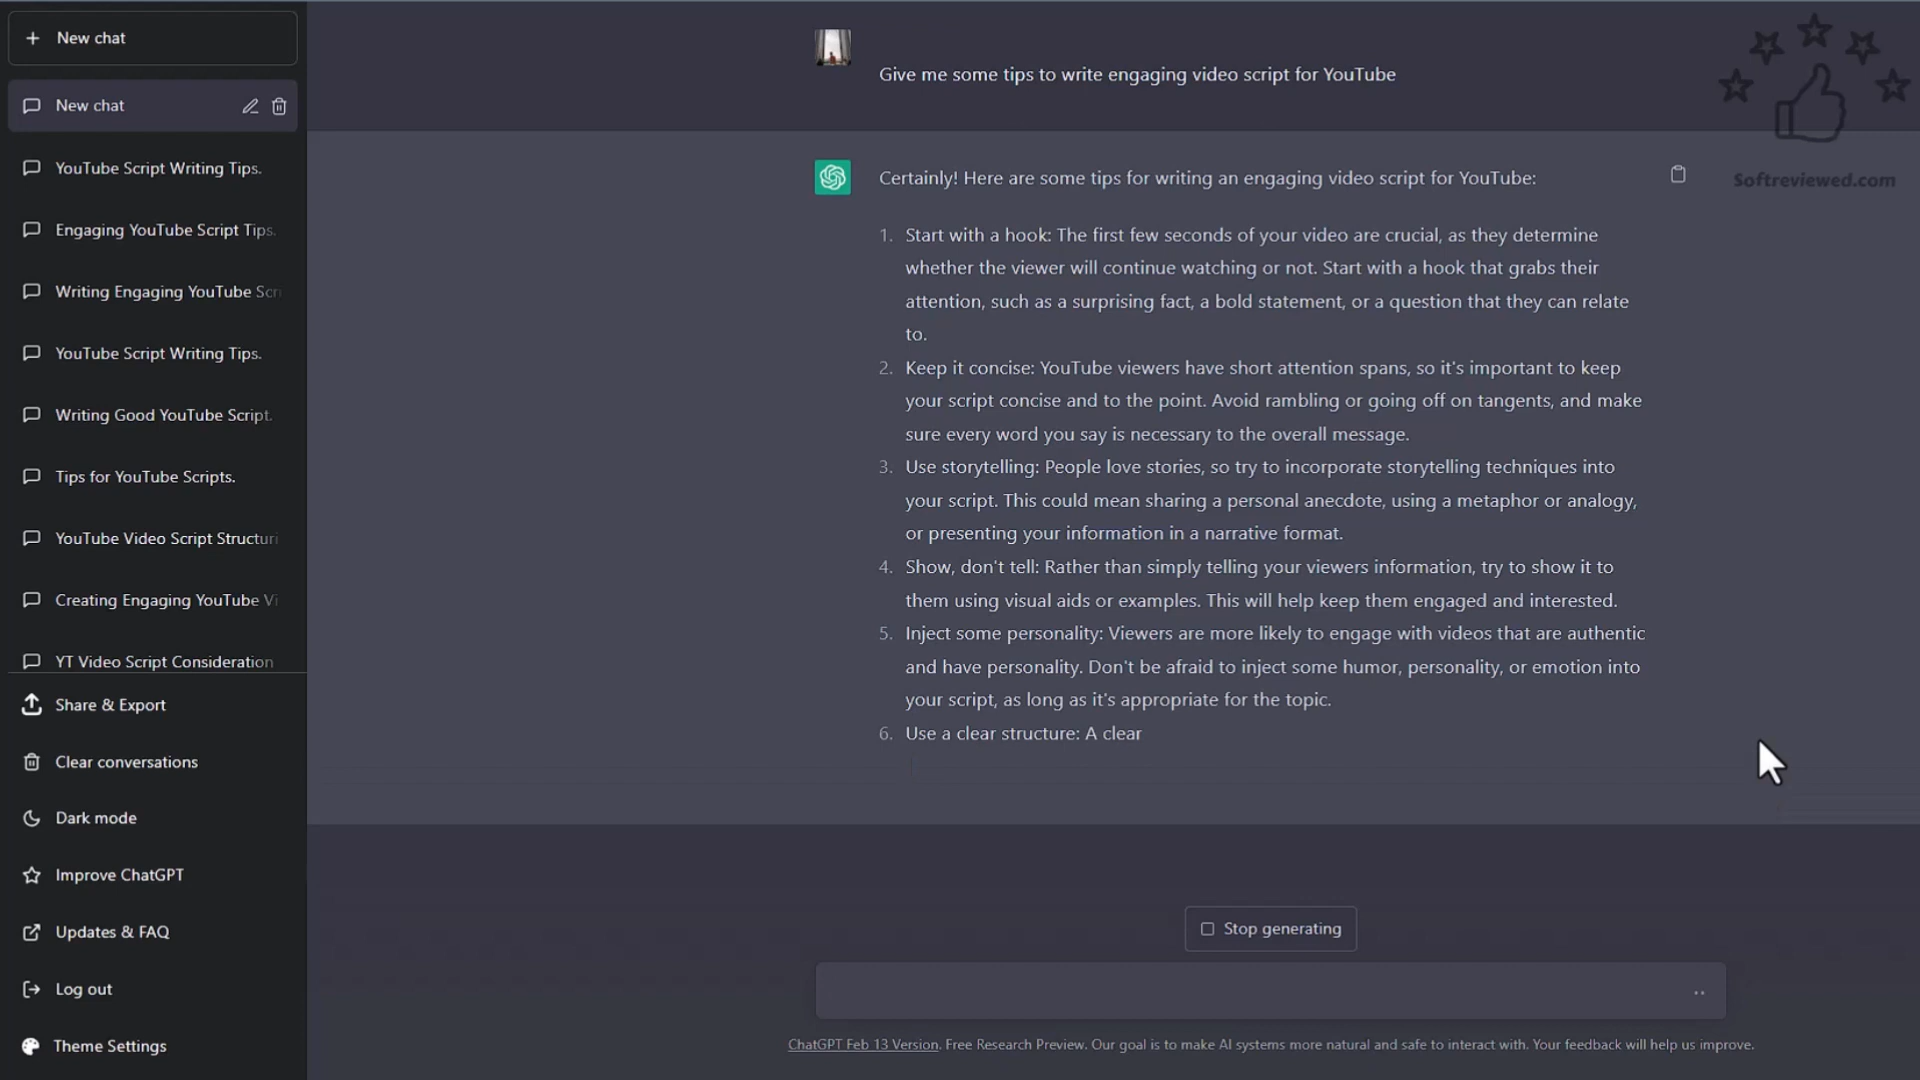 New chat
New chat
YouTube Script Writing Tips.
Engaging YouTube Script Tips.
Writing Engaging YouTube Scri
YouTube Script Writing Tips.
Writing Good YouTube Script.
Tips for YouTube Scripts.
YouTube Video Script Structuri
Creating Engaging YouTube Vi
YT Video Script Consideration
Share & Export
Clear conversations
Dark mode
Improve ChatGPT
Updates & FAQ
Log out
Theme Settings
Give me some tips to write engaging video script for YouTube
Softreviewed.com
Certainly! Here are some tips for writing an engaging video script for YouTube:
1. Start with a hook: The first few seconds of your video are crucial, as they determine
whether the viewer will continue watching or not. Start with a hook that grabs their
attention, such as a surprising fact, a bold statement, or a question that they can relate
to.
2. Keep it concise: YouTube viewers have short attention spans, so it's important to keep
your script concise and to the point. Avoid rambling or going off on tangents, and make
sure every word you say is necessary to the overall message.
3. Use storytelling: People love stories, so try to incorporate storytelling techniques into
your script. This could mean sharing a personal anecdote, using a metaphor or analogy,
or presenting your information in a narrative format.
4. Show, don't tell: Rather than simply telling your viewers information, try to show it to
them using visual aids or examples. This will help keep them engaged and interested.
5. Inject some personality: Viewers are more likely to engage with videos that are authentic
and have personality. Don't be afraid to inject some humor, personality, or emotion into
your script, as long as it's appropriate for the topic.
6. Use a clear structure: A clear
Stop generating
ChatGPT Feb 13 Version. Free Research Preview. Our goal is to make AI systems more natural and safe to interact with. Your feedback will help us improve.